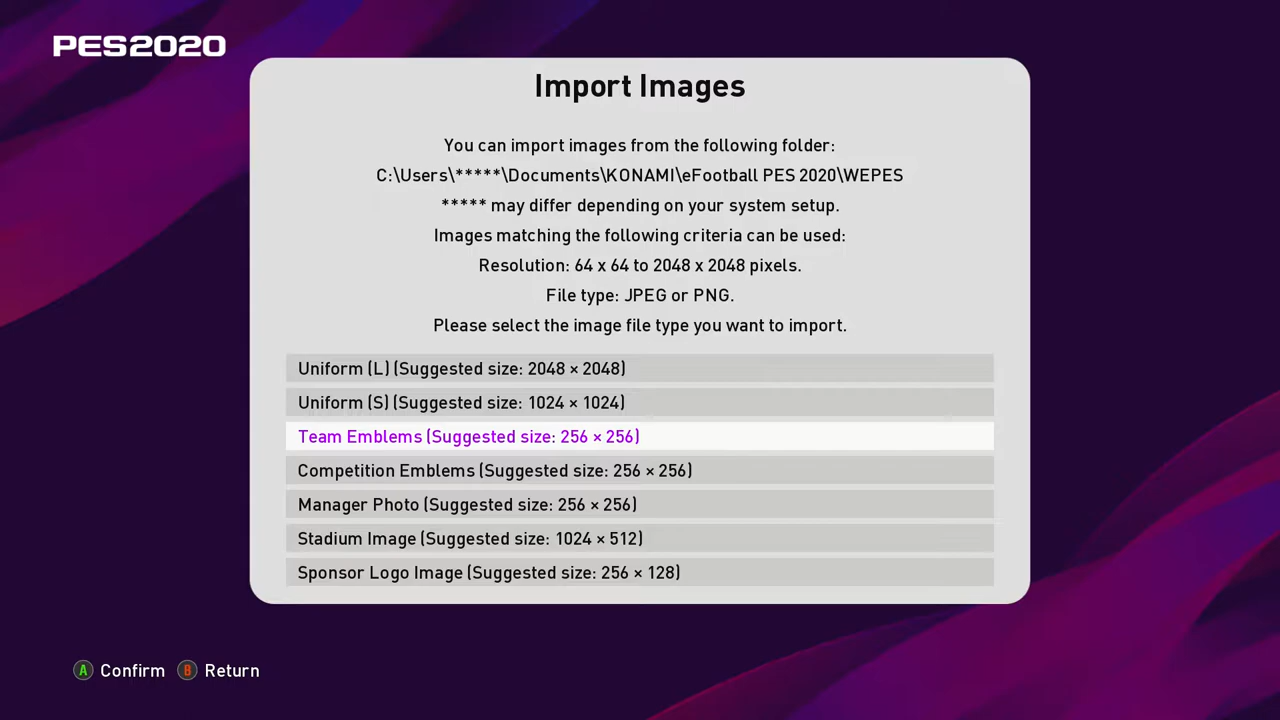 PES2020
Import Images
You can import images from the following folder:
C:\Users\*****\Documents\KONAMI\eFootball PES 2020\WEPES
***** may differ depending on your system setup.
Images matching the following criteria can be used:
Resolution: 64 x 64 to 2048 x 2048 pixels.
File type: JPEG or PNG.
Please select the image file type you want to import.
Uniform (L) (Suggested size: 2048 × 2048)
Uniform (S) (Suggested size: 1024 × 1024)
Team Emblems (Suggested size: 256 × 256)
Competition Emblems (Suggested size: 256 × 256)
Manager Photo (Suggested size: 256 × 256)
Stadium Image (Suggested size: 1024 × 512)
Sponsor Logo Image (Suggested size: 256 × 128)
A Confirm B Return